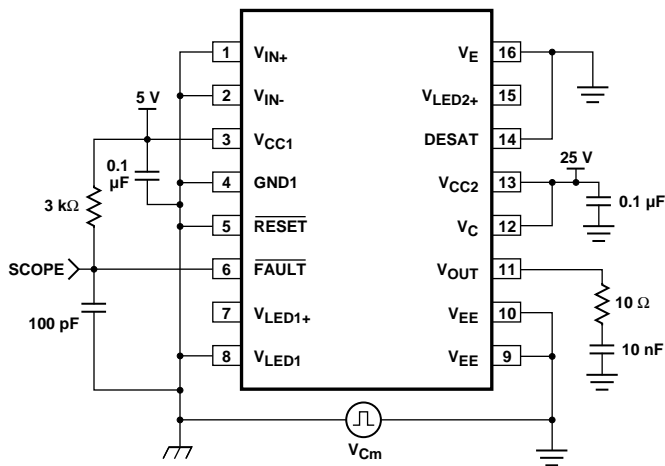 1 V_IN+
2 V_IN-
3 V_CC1
4 GND1
5 RESET
6 FAULT
7 V_LED1+
8 V_LED1
V_E 16
V_LED2+ 15
DESAT 14
V_CC2 13
V_C 12
V_OUT 11
V_EE 10
V_EE 9
5 V
0.1
µF
3 kΩ
SCOPE
100 pF
25 V
0.1 µF
10 Ω
10 nF
V_Cm